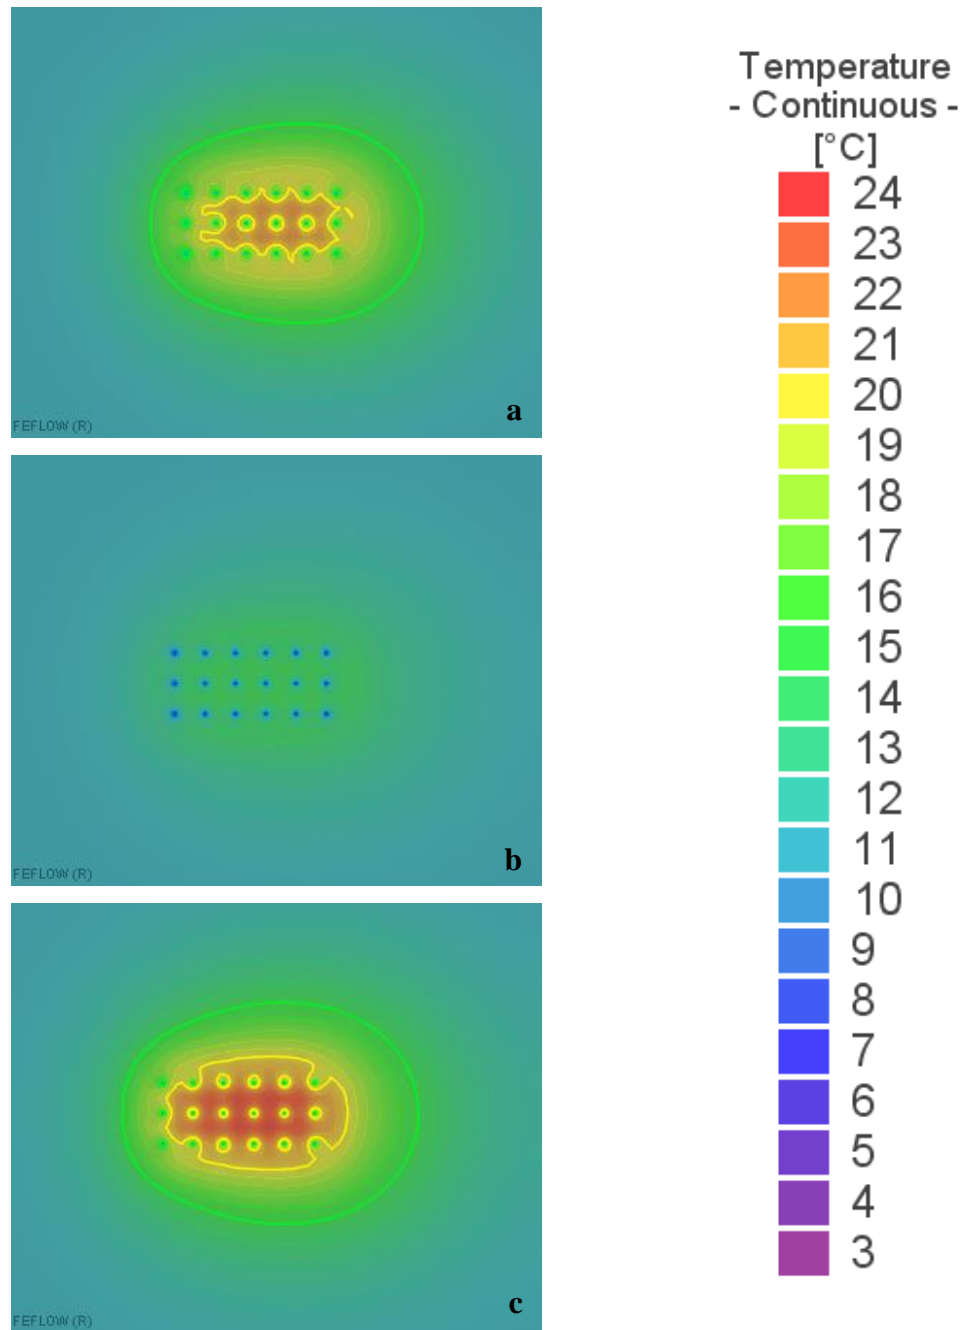 FEFLOW (R)
a
FEFLOW (R)
b
FEFLOW (R)
c
Temperature
- Continuous -
[°C]
24
23
22
21
20
19
18
17
16
15
14
13
12
11
10
9
8
7
6
5
4
3